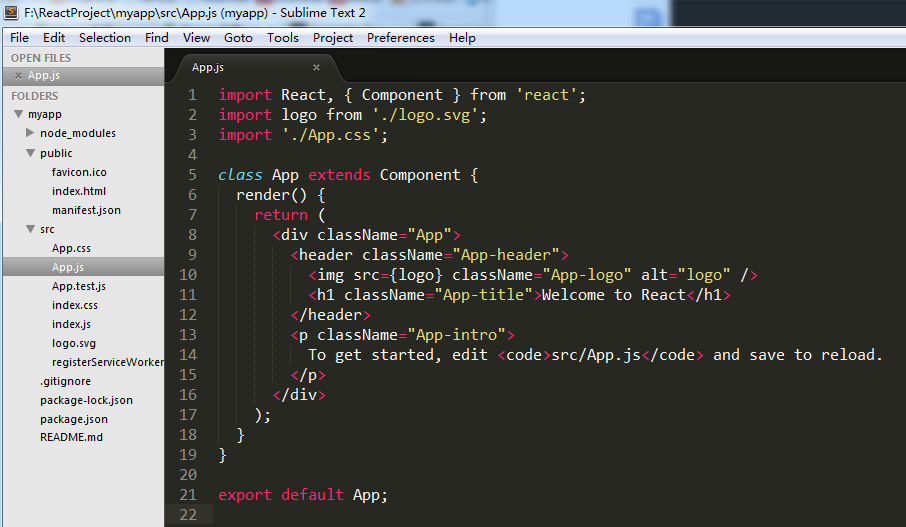 F:\ReactProject\myapp\src\App.js (myapp) - Sublime Text 2
File Edit Selection Find View Goto Tools Project Preferences Help
OPEN FILES
App.js
FOLDERS
myapp
node_modules
public
favicon.ico
index.html
manifest.json
src
App.css
App.js
App.test.js
index.css
index.js
logo.svg
registerServiceWorker
.gitignore
package-lock.json
package.json
README.md
App.js
1 import React, { Component } from 'react';
2 import logo from './logo.svg';
3 import './App.css';
4
5 class App extends Component {
6   render() {
7     return (
8       <div className="App">
9         <header className="App-header">
10           <img src={logo} className="App-logo" alt="logo" />
11           <h1 className="App-title">Welcome to React</h1>
12         </header>
13         <p className="App-intro">
14           To get started, edit <code>src/App.js</code> and save to reload.
15         </p>
16       </div>
17     );
18   }
19 }
20
21 export default App;
22